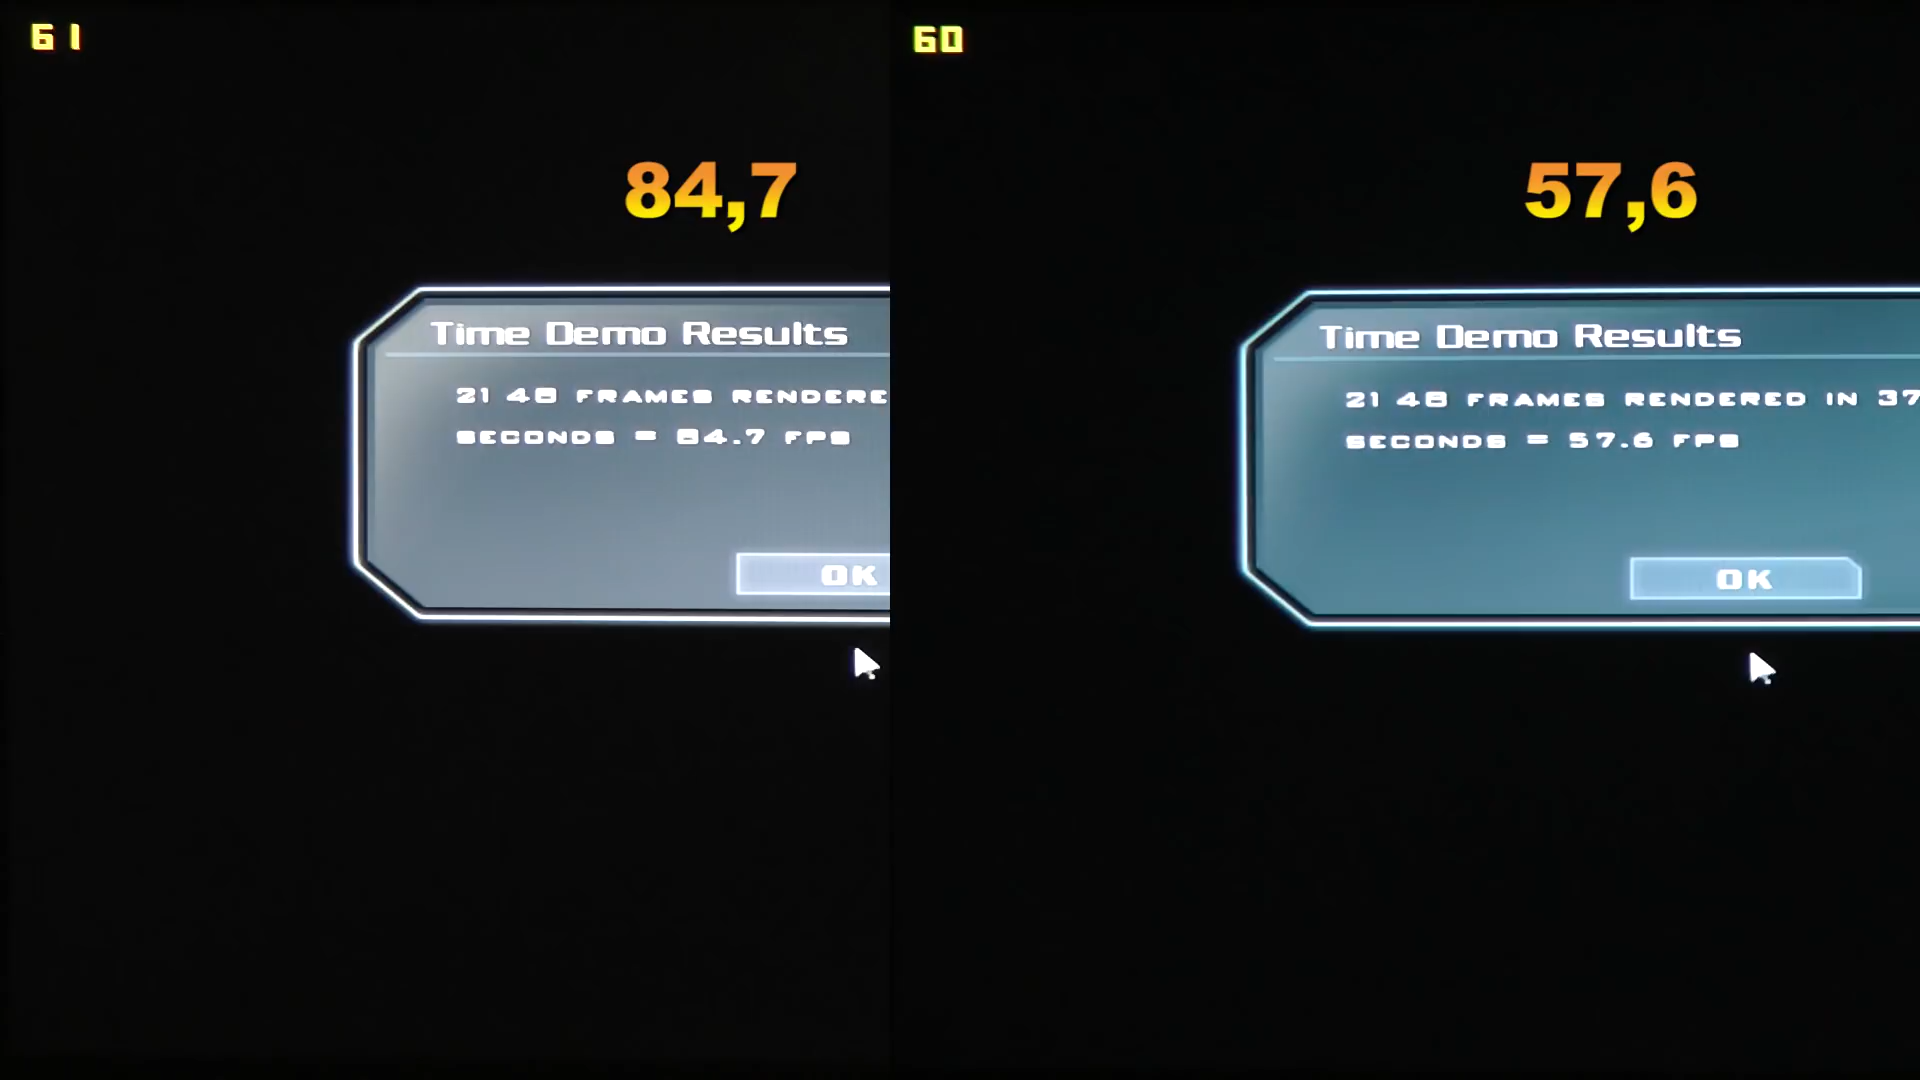 61
84,7
Time Demo Results
2148 FRAMES RENDERE
SECONDS = 84.7 FPS
OK
60
57,6
Time Demo Results
2148 FRAMES RENDERED IN 37
SECONDS = 57.6 FPS
OK